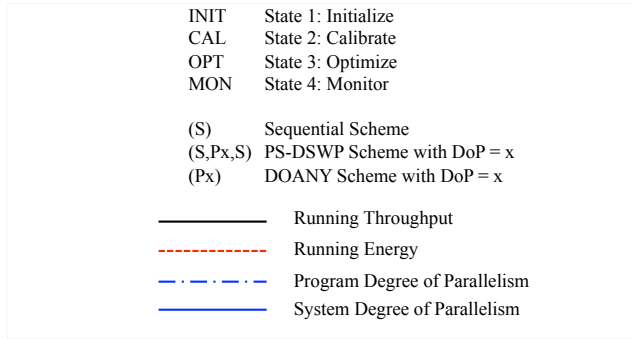 INIT State 1: Initialize
CAL State 2: Calibrate
OPT State 3: Optimize
MON State 4: Monitor
(S) Sequential Scheme
(S,Px,S) PS-DSWP Scheme with DoP = x
(Px) DOANY Scheme with DoP = x
Running Throughput
Running Energy
Program Degree of Parallelism
System Degree of Parallelism